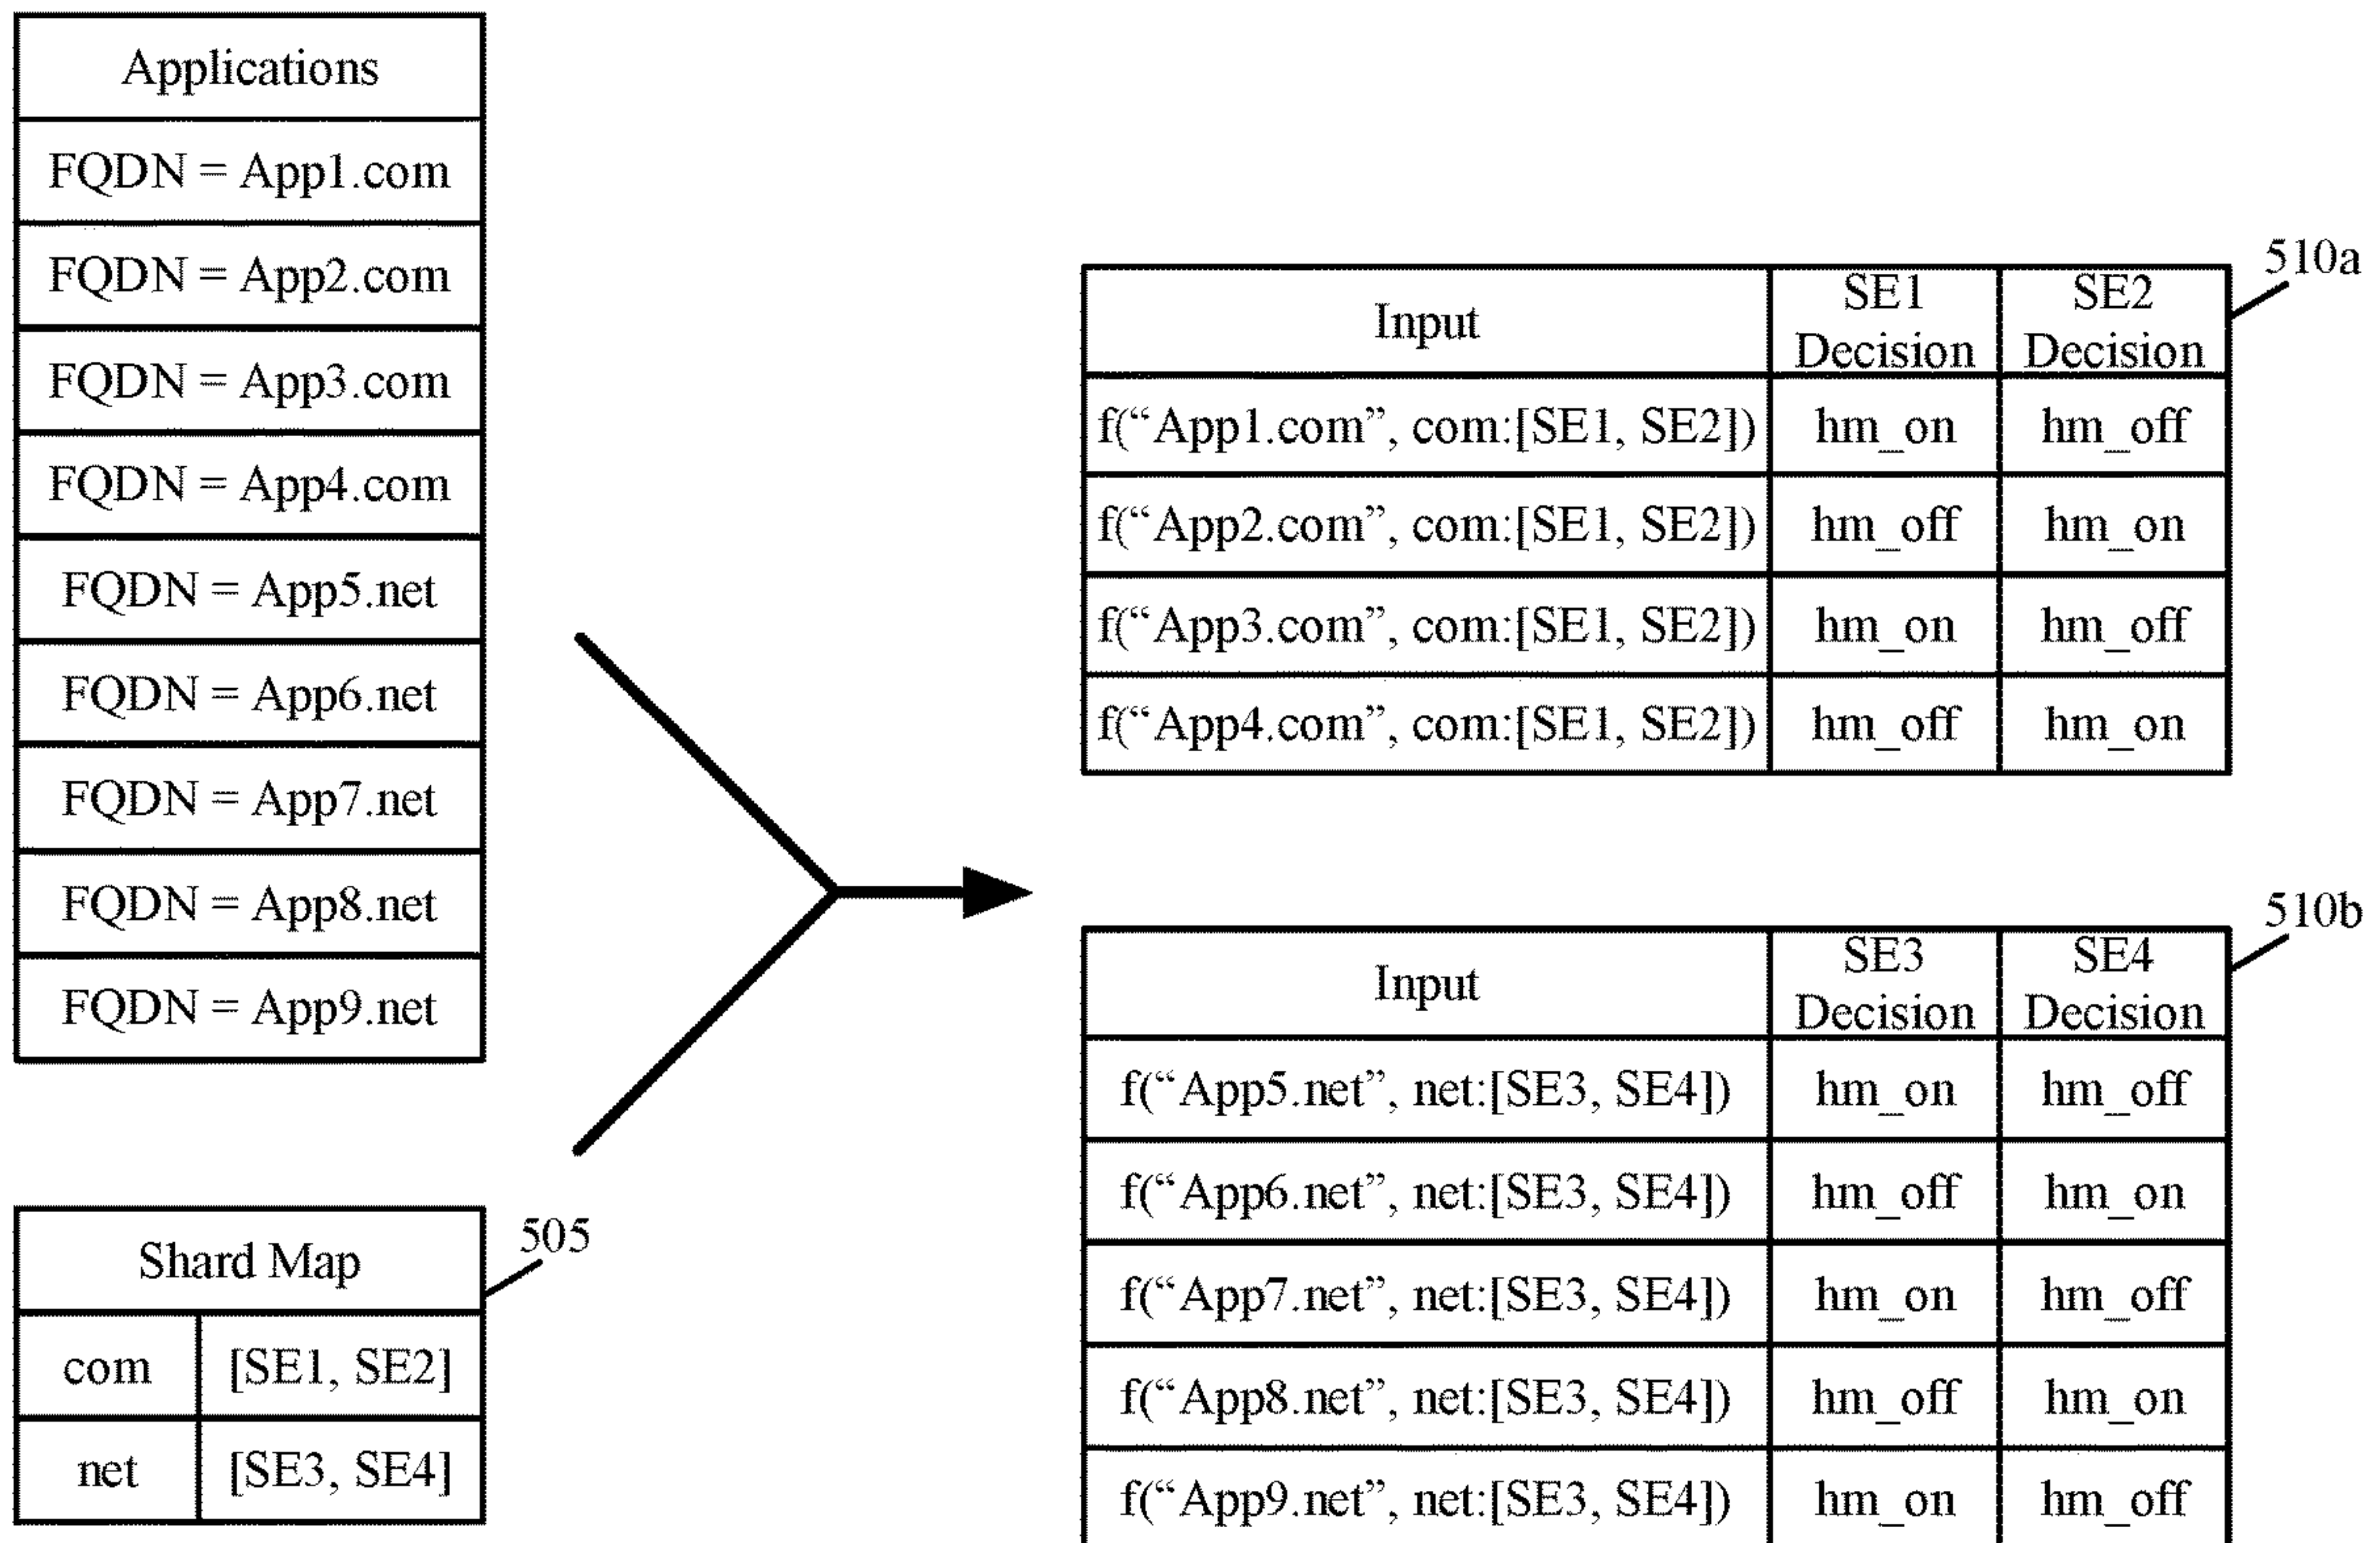 Applications
FQDN = App1.com
FQDN = App2.com
FQDN = App3.com
FQDN = App4.com
FQDN = App5.net
FQDN = App6.net
FQDN = App7.net
FQDN = App8.net
FQDN = App9.net
Shard Map
505
com [SE1, SE2]
net [SE3, SE4]
510a
Input SE1 Decision SE2 Decision
f(“App1.com”, com:[SE1, SE2]) hm_on hm_off
f(“App2.com”, com:[SE1, SE2]) hm_off hm_on
f(“App3.com”, com:[SE1, SE2]) hm_on hm_off
f(“App4.com”, com:[SE1, SE2]) hm_off hm_on
510b
Input SE3 Decision SE4 Decision
f(“App5.net”, net:[SE3, SE4]) hm_on hm_off
f(“App6.net”, net:[SE3, SE4]) hm_off hm_on
f(“App7.net”, net:[SE3, SE4]) hm_on hm_off
f(“App8.net”, net:[SE3, SE4]) hm_off hm_on
f(“App9.net”, net:[SE3, SE4]) hm_on hm_off